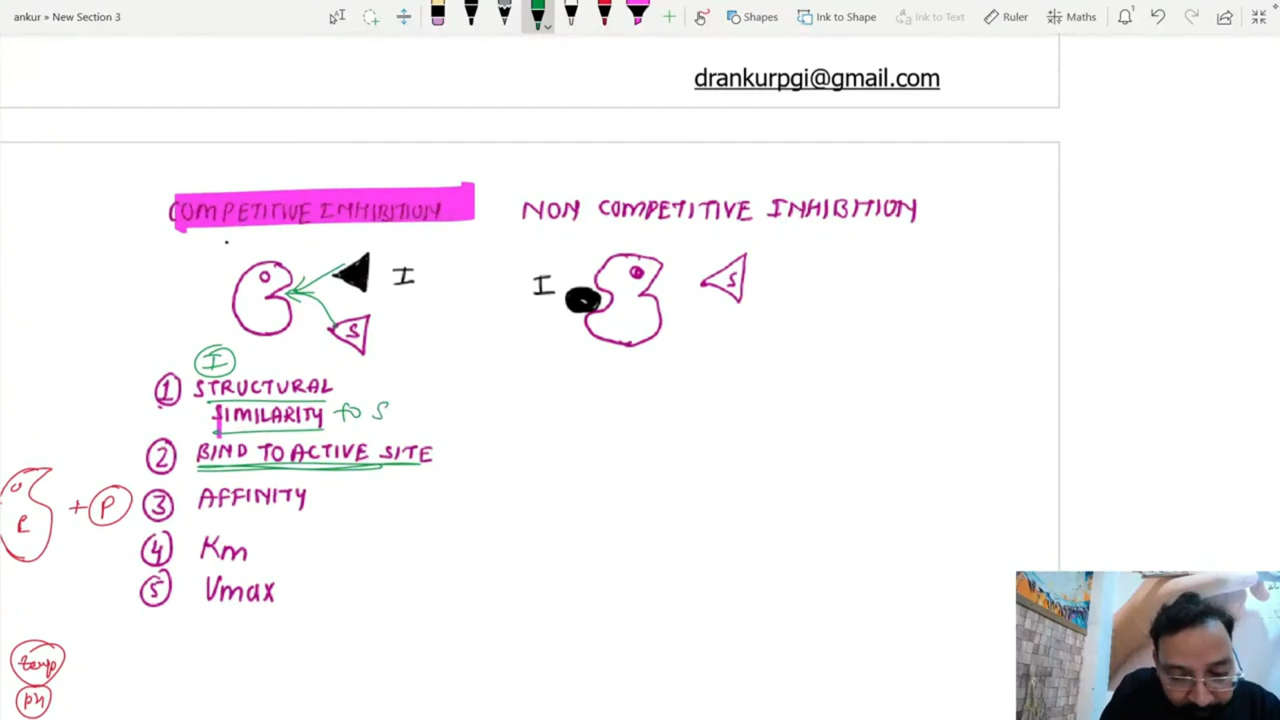 ankur » New Section 3
Shapes
Ink to Shape
Ink to Text
Ruler
Maths
drankurpgi@gmail.com
COMPETITIVE INHIBITION
NON COMPETITIVE INHIBITION
I
S
I
S
I
1 STRUCTURAL
SIMILARITY to S
2 BIND TO ACTIVE SITE
3 AFFINITY
+ P
4 Km
5 Vmax
temp
pH